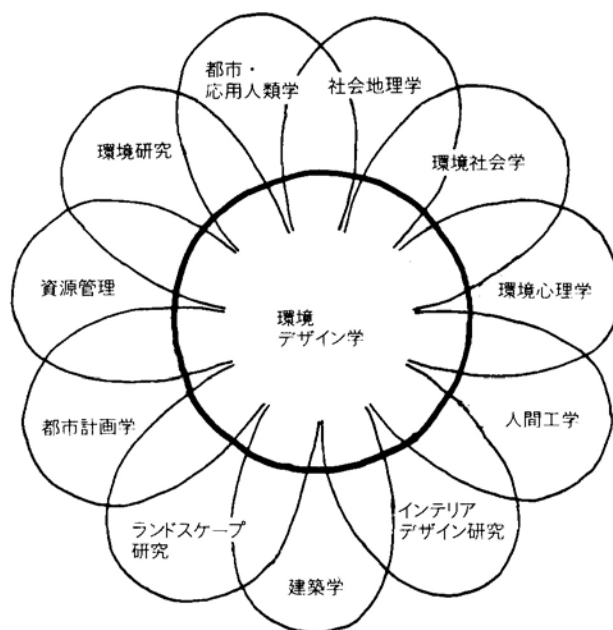 都市・
応用人類学
社会地理学
環境研究
環境社会学
資源管理
環境心理学
環境
デザイン学
都市計画学
人間工学
ランドスケープ
研究
インテリア
デザイン研究
建築学